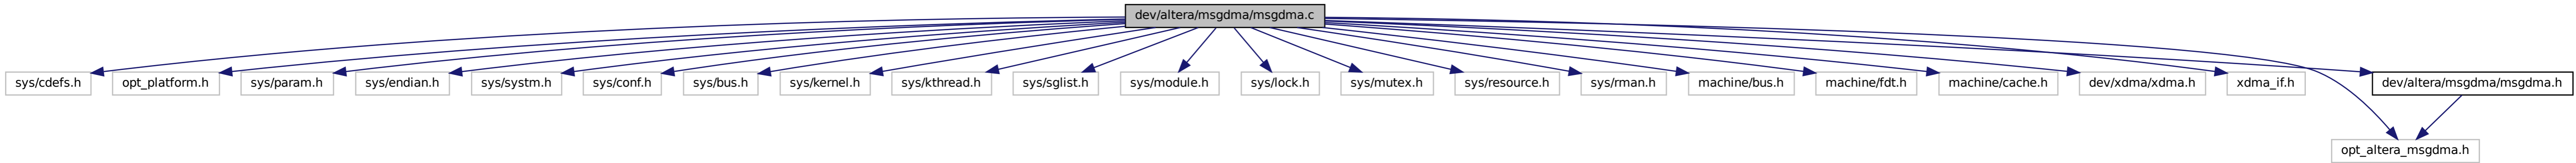 dev/altera/msgdma/msgdma.c
sys/cdefs.h
opt_platform.h
sys/param.h
sys/endian.h
sys/systm.h
sys/conf.h
sys/bus.h
sys/kernel.h
sys/kthread.h
sys/sglist.h
sys/module.h
sys/lock.h
sys/mutex.h
sys/resource.h
sys/rman.h
machine/bus.h
machine/fdt.h
machine/cache.h
dev/xdma/xdma.h
xdma_if.h
dev/altera/msgdma/msgdma.h
opt_altera_msgdma.h